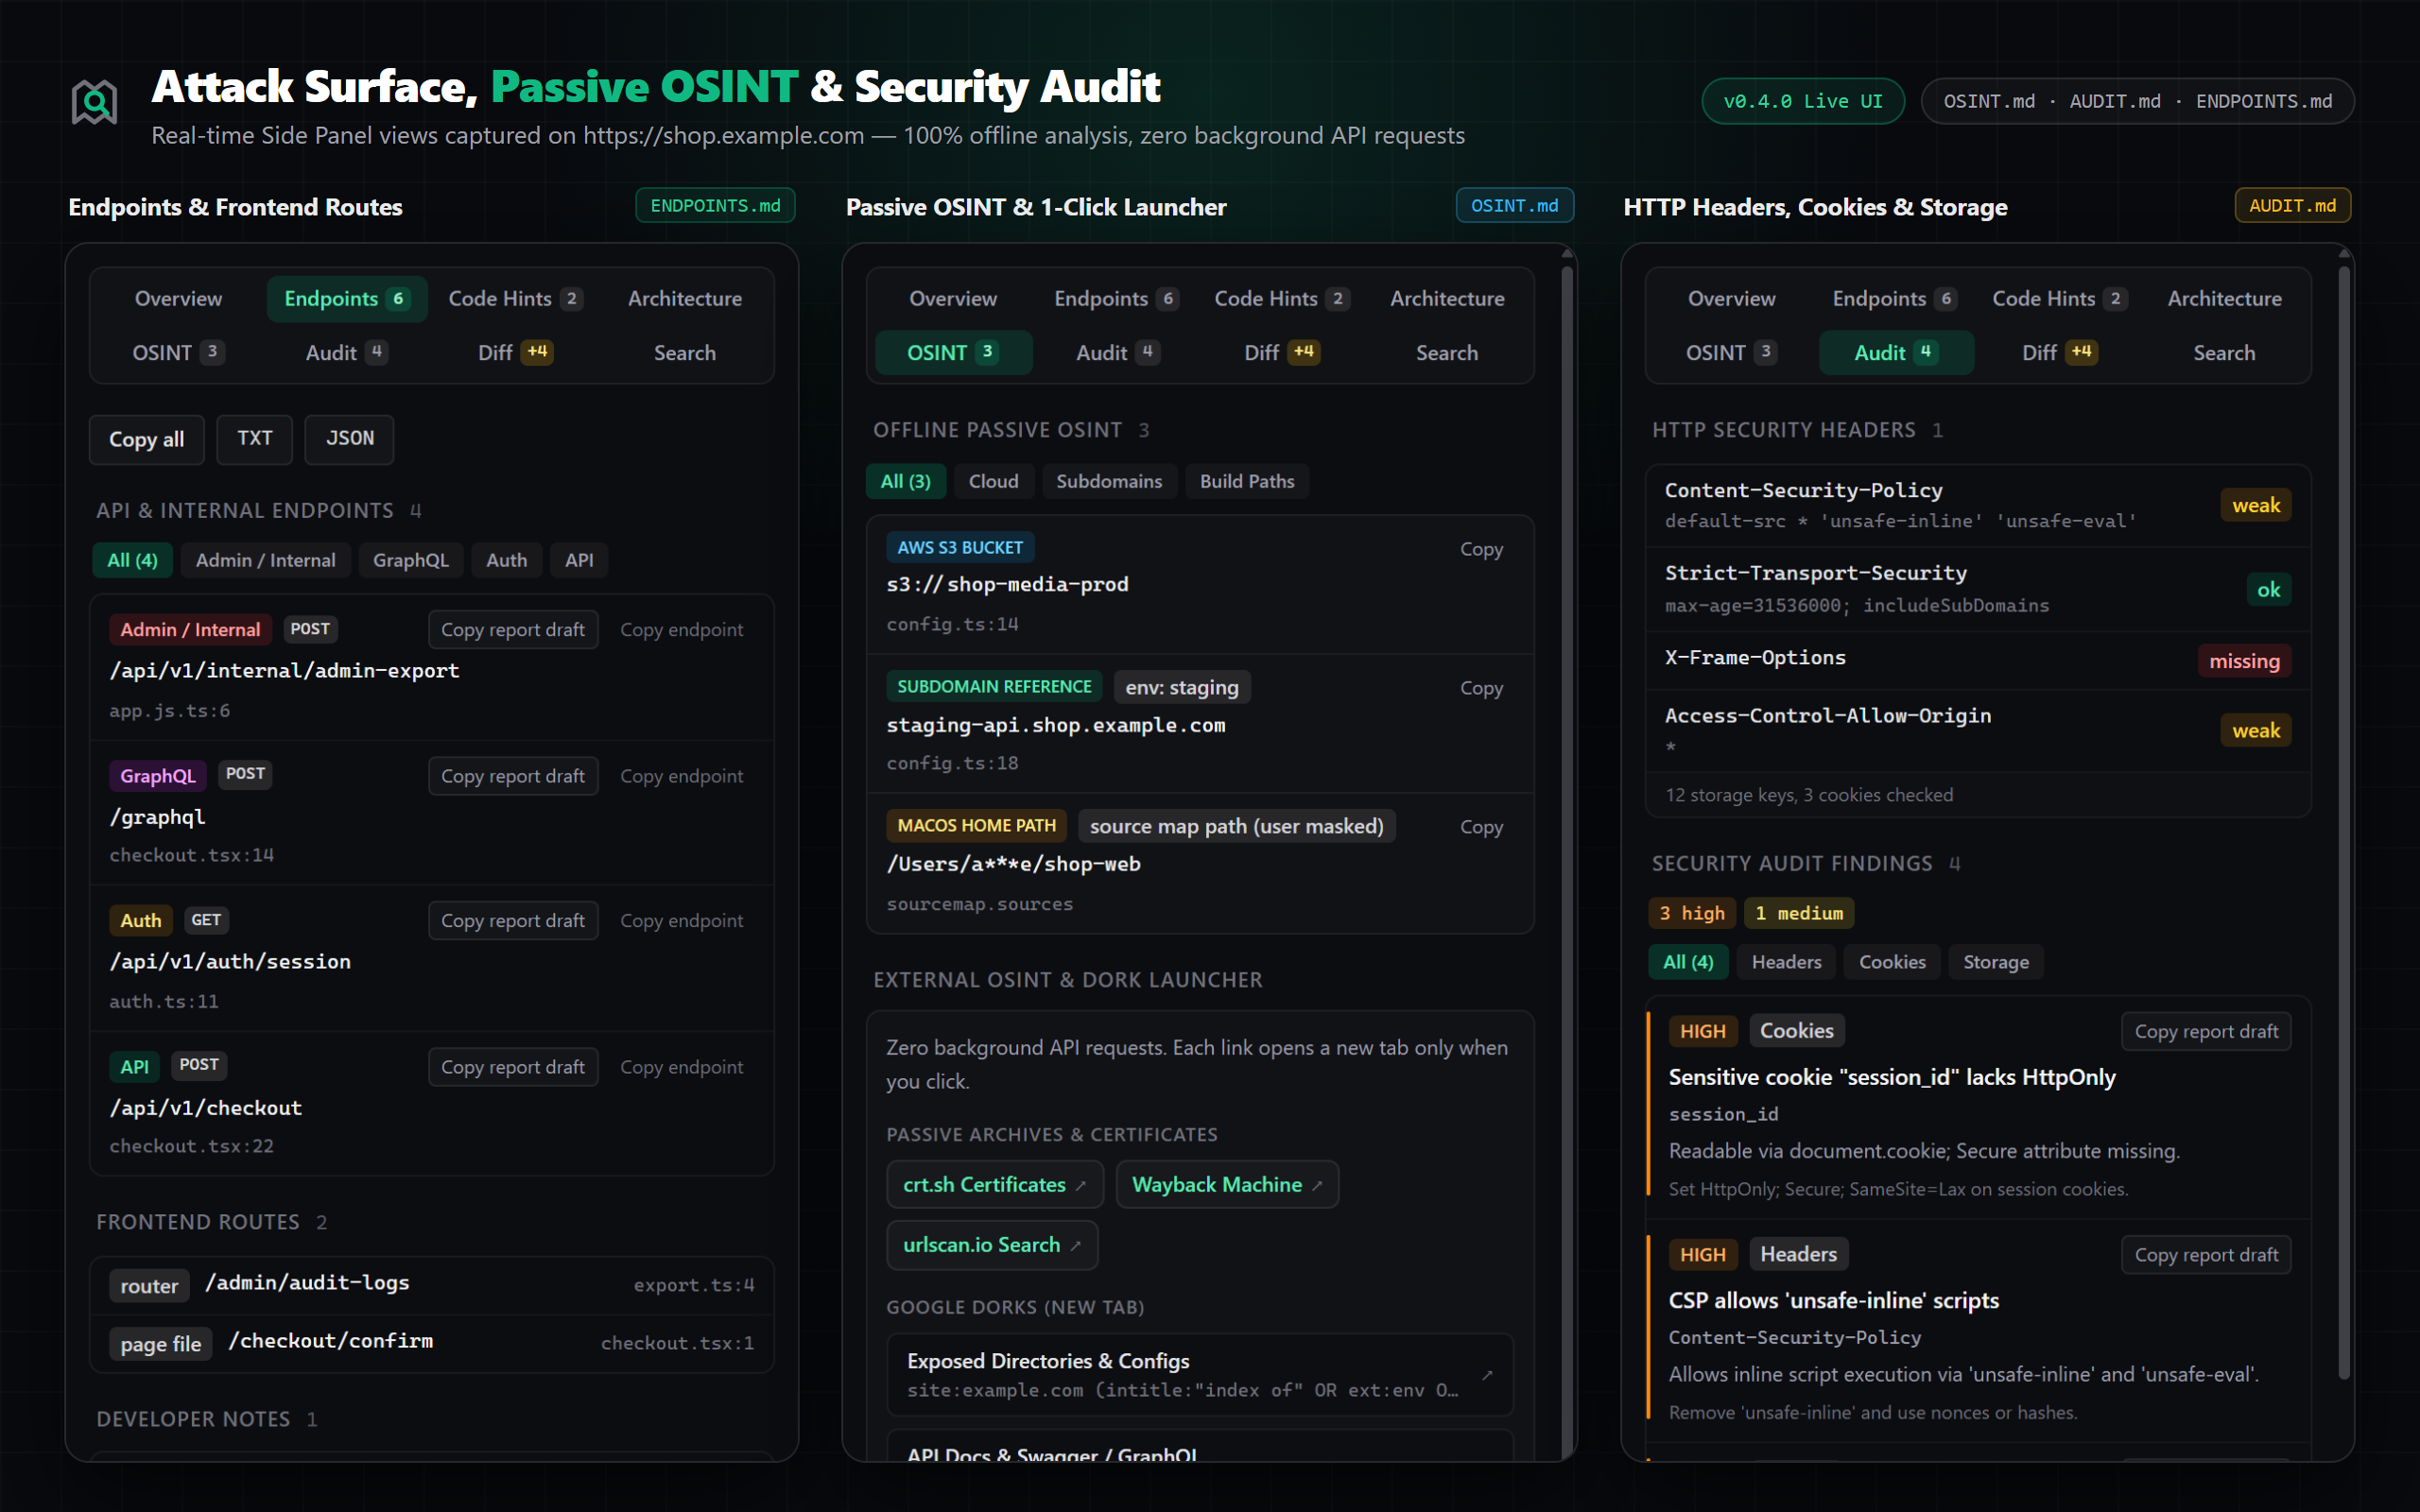 Attack Surface, Passive OSINT & Security Audit
Real-time Side Panel views captured on https://shop.example.com — 100% offline analysis, zero background API requests
v0.4.0 Live UI
OSINT.md · AUDIT.md · ENDPOINTS.md
Endpoints & Frontend Routes
ENDPOINTS.md
Overview Endpoints 6 Code Hints 2 Architecture
OSINT 3 Audit 4 Diff +4 Search
Copy all TXT JSON
API & INTERNAL ENDPOINTS 4
All (4) Admin / Internal GraphQL Auth API
Admin / Internal POST Copy report draft Copy endpoint
/api/v1/internal/admin-export
app.js.ts:6
GraphQL POST Copy report draft Copy endpoint
/graphql
checkout.tsx:14
Auth GET Copy report draft Copy endpoint
/api/v1/auth/session
auth.ts:11
API POST Copy report draft Copy endpoint
/api/v1/checkout
checkout.tsx:22
FRONTEND ROUTES 2
router /admin/audit-logs export.ts:4
page file /checkout/confirm checkout.tsx:1
DEVELOPER NOTES 1
Passive OSINT & 1-Click Launcher
OSINT.md
Overview Endpoints 6 Code Hints 2 Architecture
OSINT 3 Audit 4 Diff +4 Search
OFFLINE PASSIVE OSINT 3
All (3) Cloud Subdomains Build Paths
AWS S3 BUCKET Copy
s3://shop-media-prod
config.ts:14
SUBDOMAIN REFERENCE env: staging Copy
staging-api.shop.example.com
config.ts:18
MACOS HOME PATH source map path (user masked) Copy
/Users/a***e/shop-web
sourcemap.sources
EXTERNAL OSINT & DORK LAUNCHER
Zero background API requests. Each link opens a new tab only when
you click.
PASSIVE ARCHIVES & CERTIFICATES
crt.sh Certificates ↗ Wayback Machine ↗
urlscan.io Search ↗
GOOGLE DORKS (NEW TAB)
Exposed Directories & Configs ↗
site:example.com (intitle:"index of" OR ext:env O…
API Docs & Swagger / GraphQL
HTTP Headers, Cookies & Storage
AUDIT.md
Overview Endpoints 6 Code Hints 2 Architecture
OSINT 3 Audit 4 Diff +4 Search
HTTP SECURITY HEADERS 1
Content-Security-Policy weak
default-src * 'unsafe-inline' 'unsafe-eval'
Strict-Transport-Security ok
max-age=31536000; includeSubDomains
X-Frame-Options missing
Access-Control-Allow-Origin weak
*
12 storage keys, 3 cookies checked
SECURITY AUDIT FINDINGS 4
3 high 1 medium
All (4) Headers Cookies Storage
HIGH Cookies Copy report draft
Sensitive cookie "session_id" lacks HttpOnly
session_id
Readable via document.cookie; Secure attribute missing.
Set HttpOnly; Secure; SameSite=Lax on session cookies.
HIGH Headers Copy report draft
CSP allows 'unsafe-inline' scripts
Content-Security-Policy
Allows inline script execution via 'unsafe-inline' and 'unsafe-eval'.
Remove 'unsafe-inline' and use nonces or hashes.